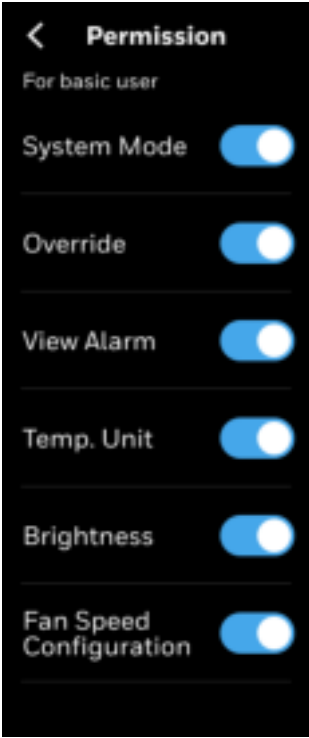 Permission
For basic user
System Mode
Override
View Alarm
Temp. Unit
Brightness
Fan Speed
Configuration